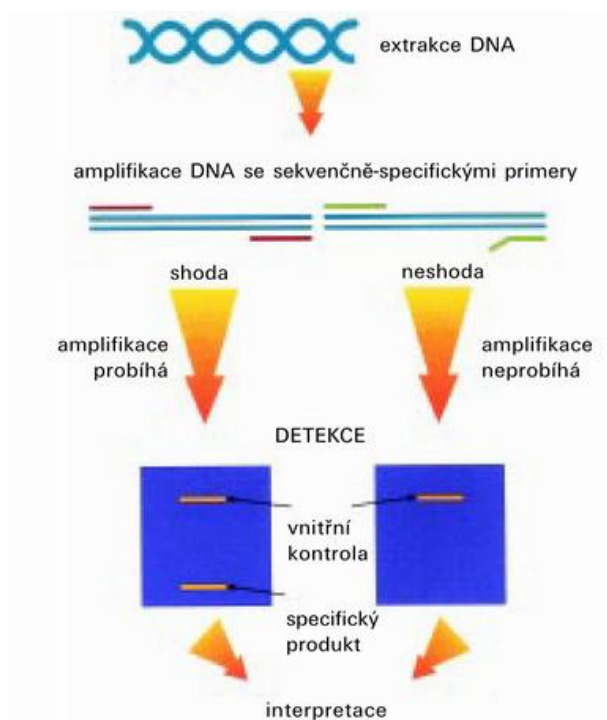 extrakce DNA
amplifikace DNA se sekvenčně-specifickými primery
shoda
neshoda
amplifikace
probíhá
amplifikace
neprobíhá
DETEKCE
vnitřní
kontrola
specifický
produkt
interpretace